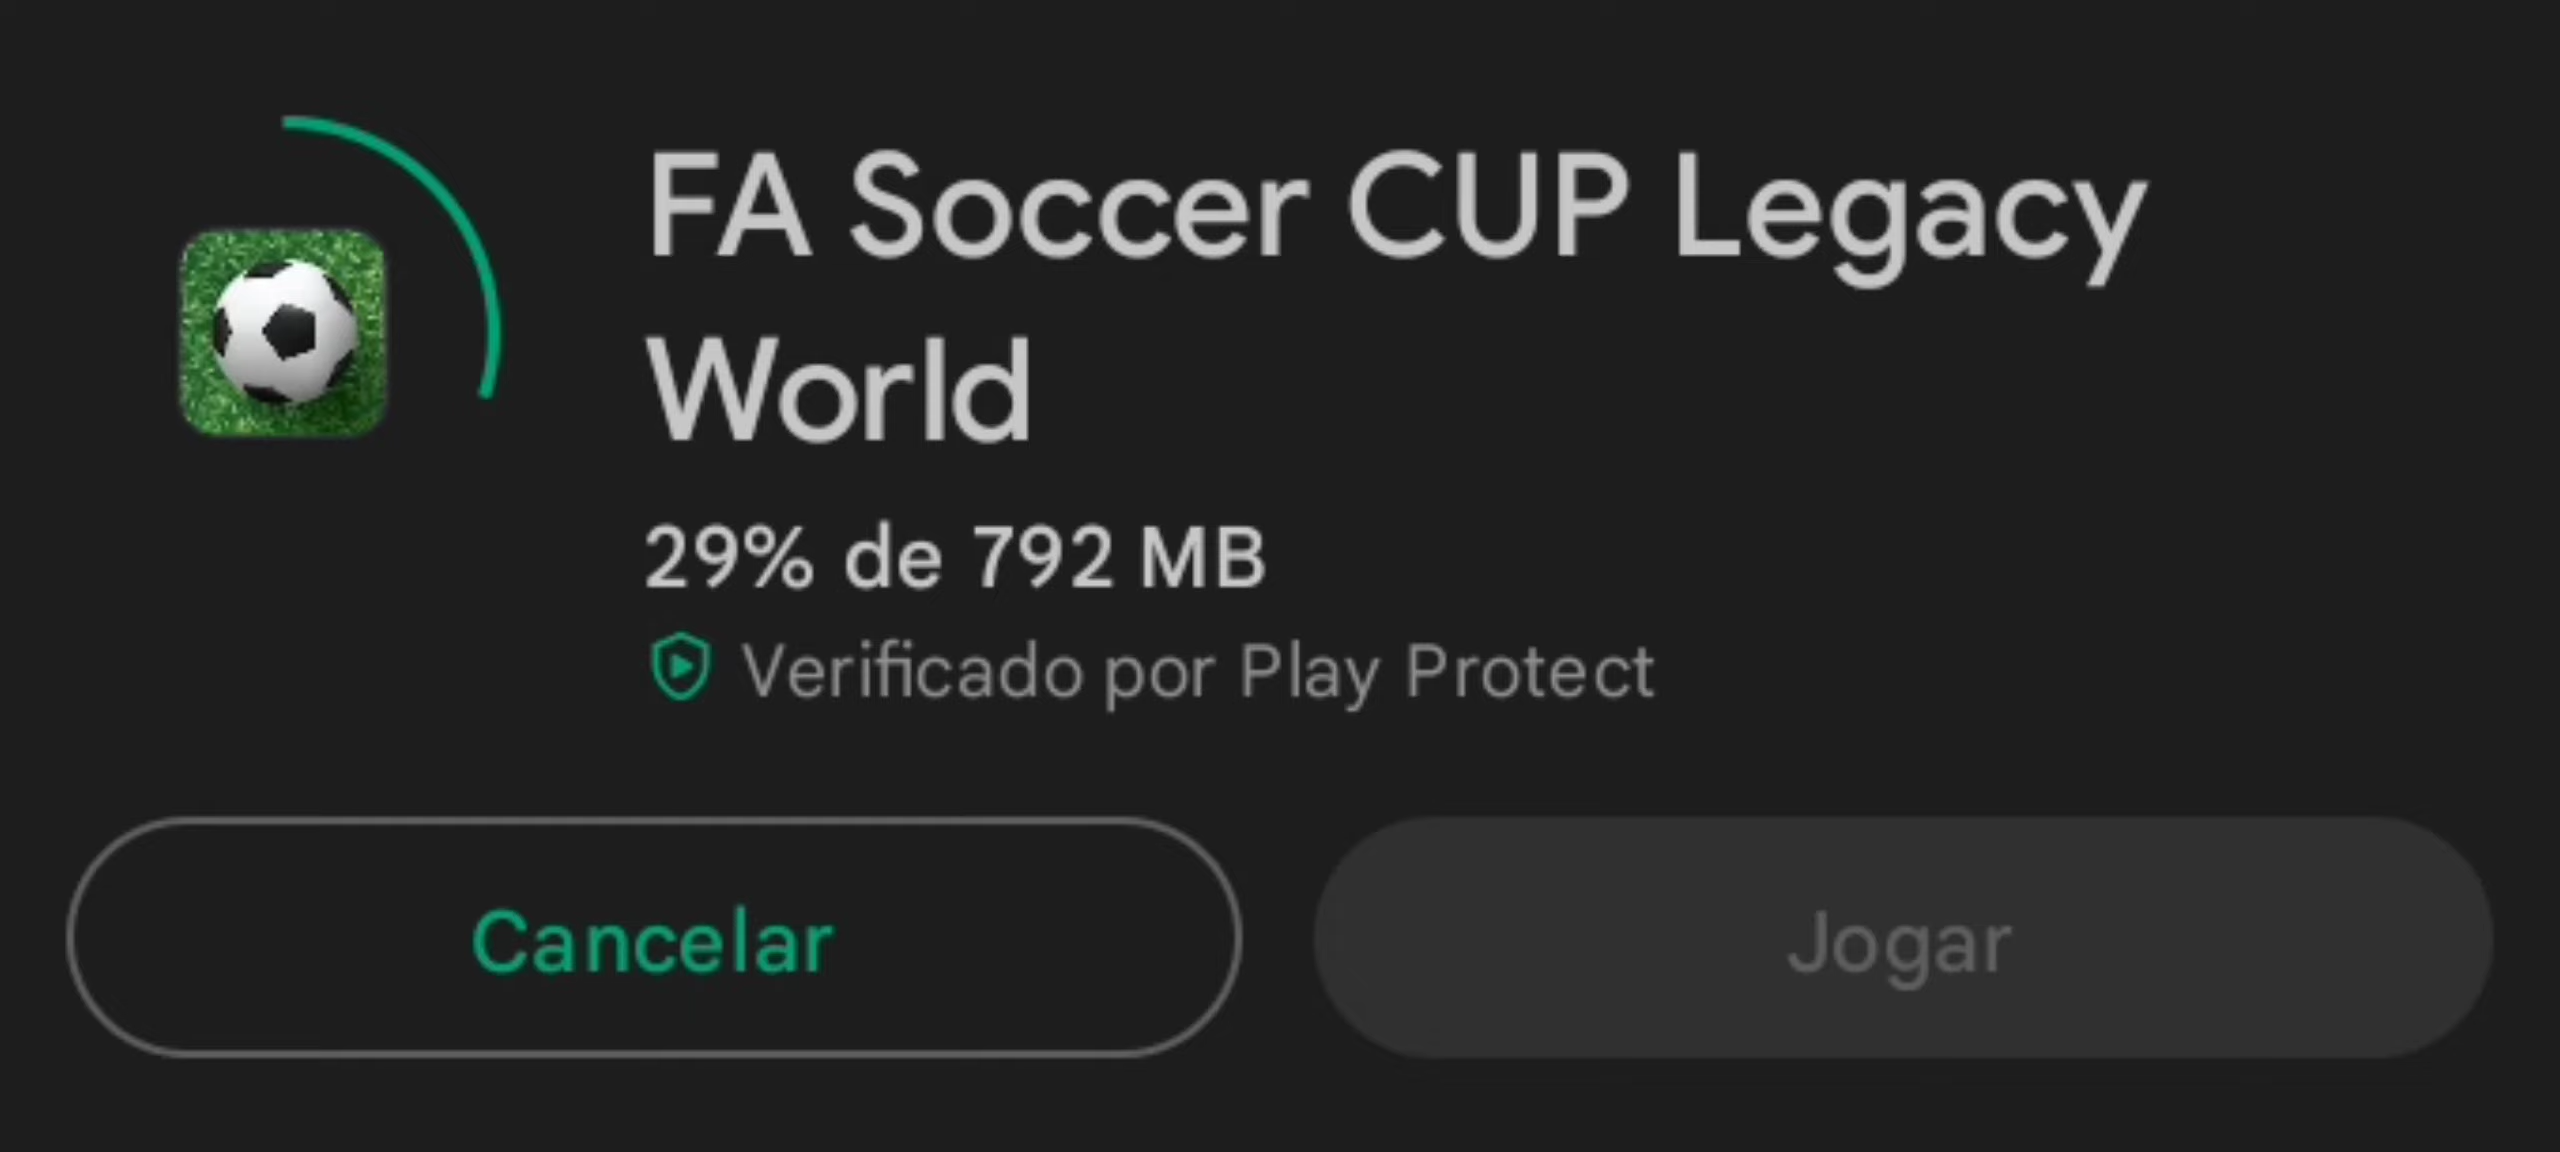 FA Soccer CUP Legacy
World
29% de 792 MB
Verificado por Play Protect
Cancelar
Jogar